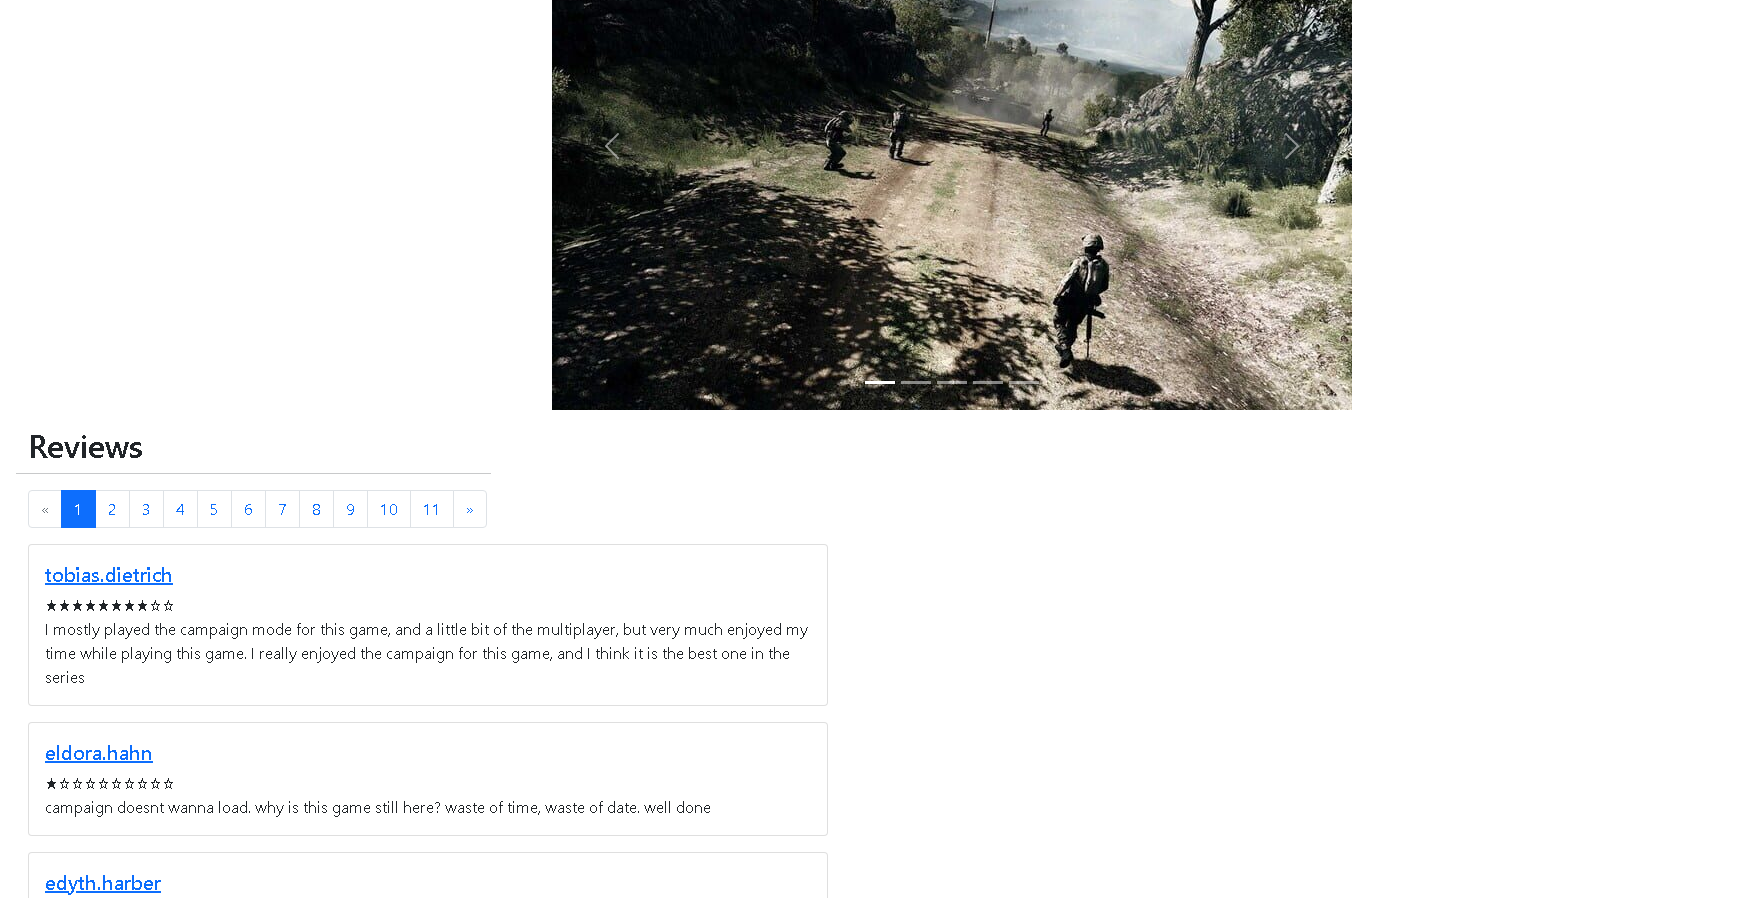 Reviews
« 1 2 3 4 5 6 7 8 9 10 11 »
tobias.dietrich
★★★★★★★★☆☆
I mostly played the campaign mode for this game, and a little bit of the multiplayer, but very much enjoyed my
time while playing this game. I really enjoyed the campaign for this game, and I think it is the best one in the
series
eldora.hahn
★☆☆☆☆☆☆☆☆☆
campaign doesnt wanna load. why is this game still here? waste of time, waste of date. well done
edyth.harber